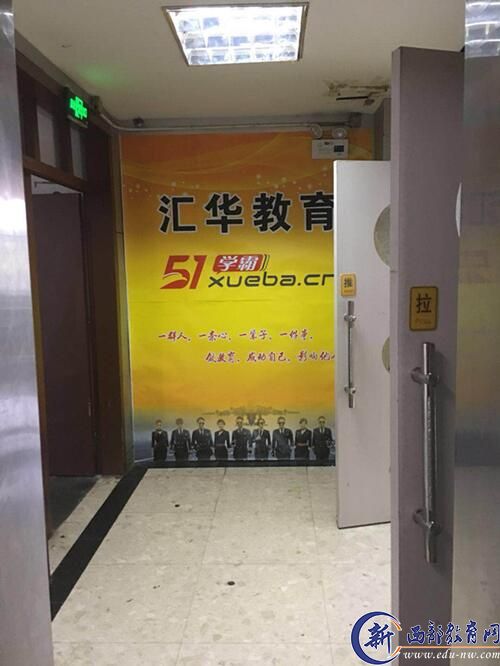 汇华教育
51学霸
xueba.cn
一群人、一条心、一辈子、一件事、
做教育、成功自己、影响他
推
拉
PULL
新 西部教育网
www.edu-nw.com